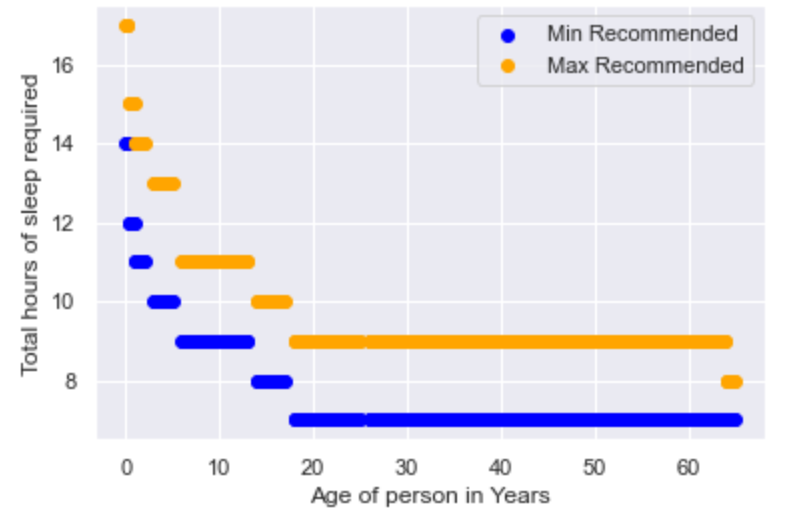 Min Recommended
Max Recommended
Total hours of sleep required
16
14
12
10
8
0 10 20 30 40 50 60
Age of person in Years